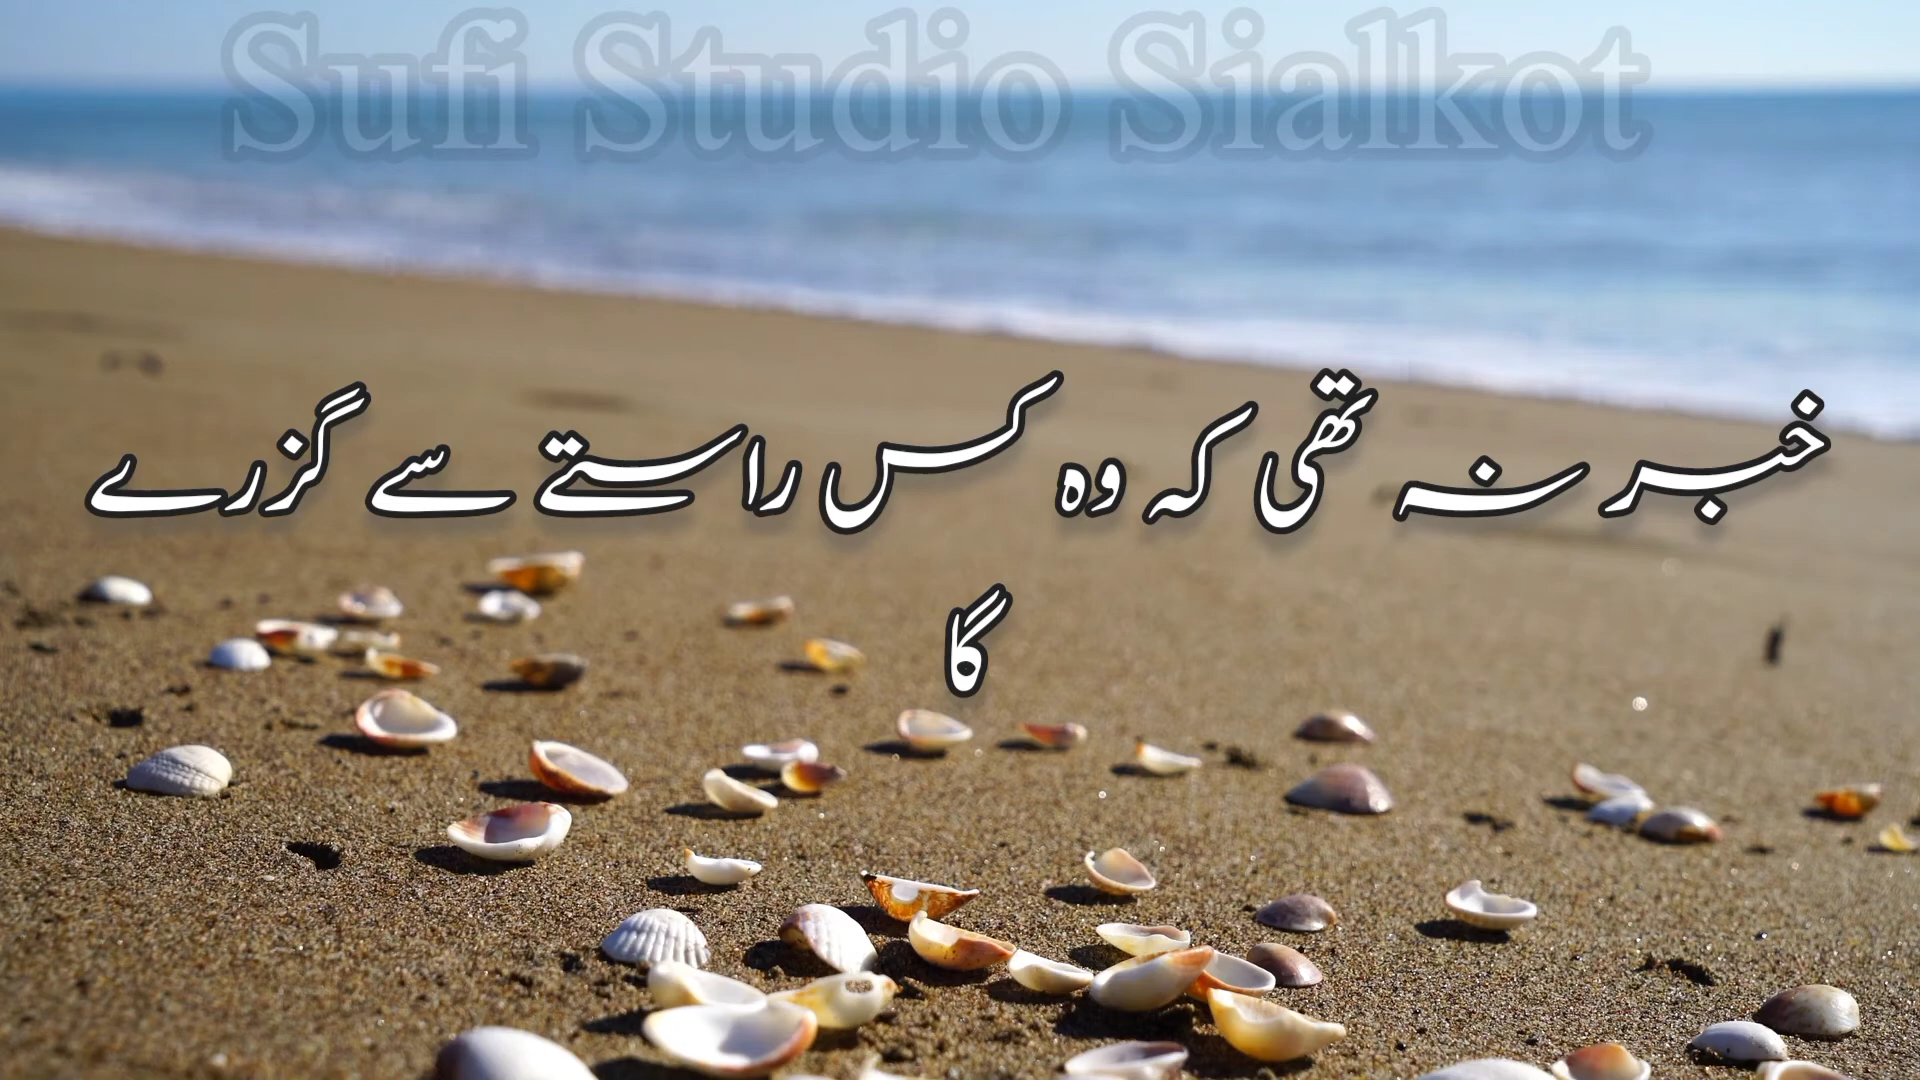 Sufi Studio Sialkot
خبر نہ تھی کہ وہ کس راستے سے گزرے
گا